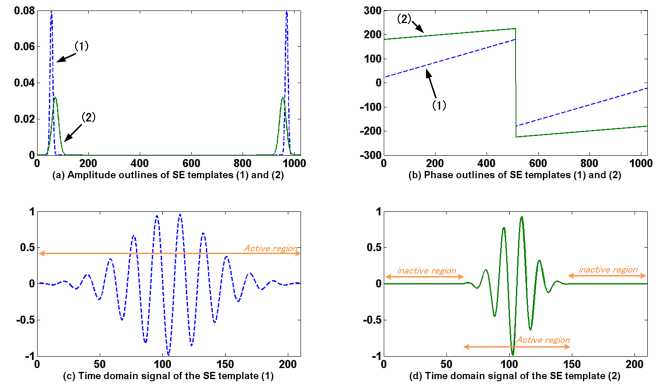 0.08
0.06
0.04
0.02
0
0 200 400 600 800 1000
(1)
(2)
(a) Amplitude outlines of SE templates (1) and (2)
300
200
100
0
-100
-200
-300
0 200 400 600 800 1000
(2)
(1)
(b) Phase outlines of SE templates (1) and (2)
1
0.5
0
-0.5
-1
0 50 100 150 200
Active region
(c) Time domain signal of the SE template (1)
1
0.5
0
-0.5
-1
0 50 100 150 200
inactive region
inactive region
Active region
(d) Time domain signal of the SE template (2)